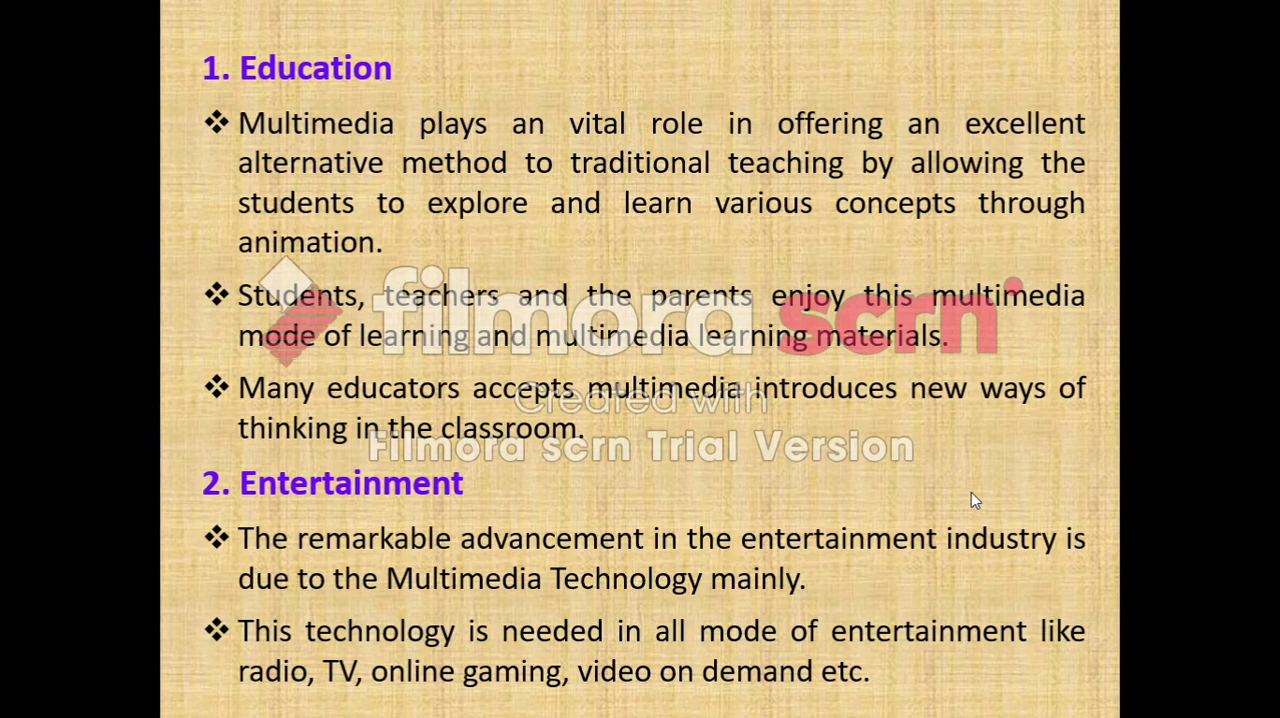 1. Education
❖ Multimedia plays an vital role in offering an excellent
alternative method to traditional teaching by allowing the
students to explore and learn various concepts through
animation.
❖ Students, teachers and the parents enjoy this multimedia
mode of learning and multimedia learning materials.
❖ Many educators accepts multimedia introduces new ways of
thinking in the classroom.
2. Entertainment
❖ The remarkable advancement in the entertainment industry is
due to the Multimedia Technology mainly.
❖ This technology is needed in all mode of entertainment like
radio, TV, online gaming, video on demand etc.
filmora scrn
Created with
Filmora scrn Trial Version